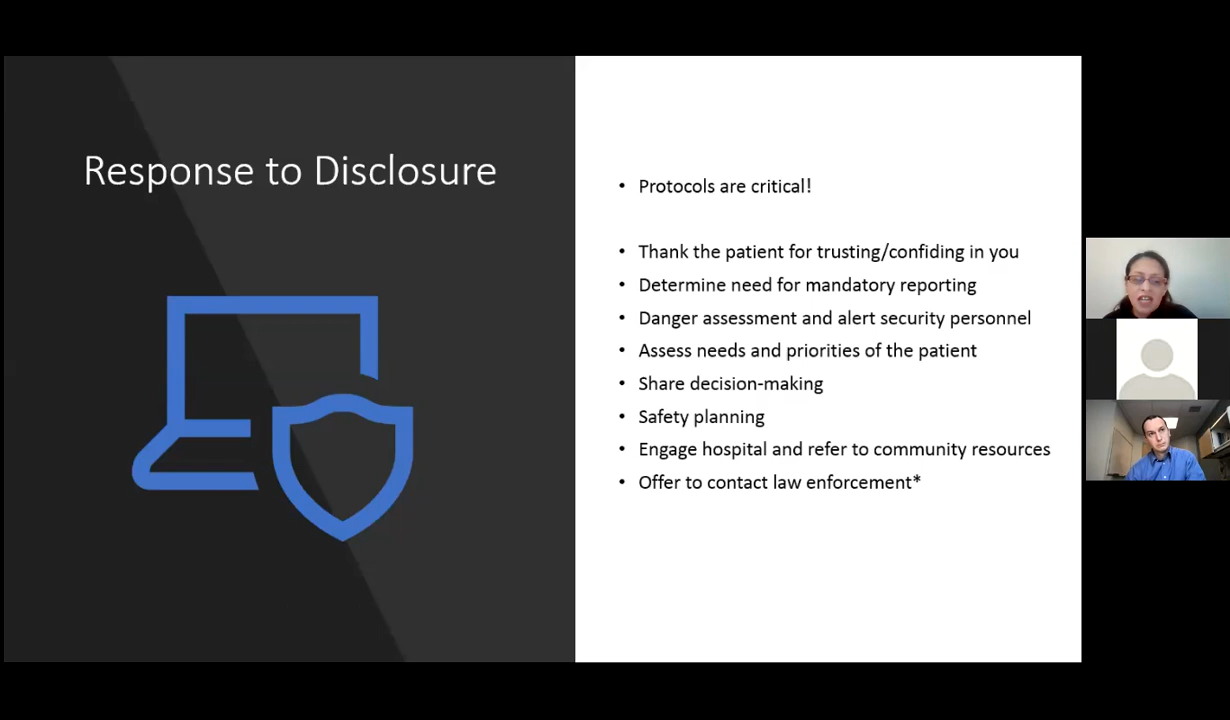 Response to Disclosure
• Protocols are critical!
• Thank the patient for trusting/confiding in you
• Determine need for mandatory reporting
• Danger assessment and alert security personnel
• Assess needs and priorities of the patient
• Share decision-making
• Safety planning
• Engage hospital and refer to community resources
• Offer to contact law enforcement*